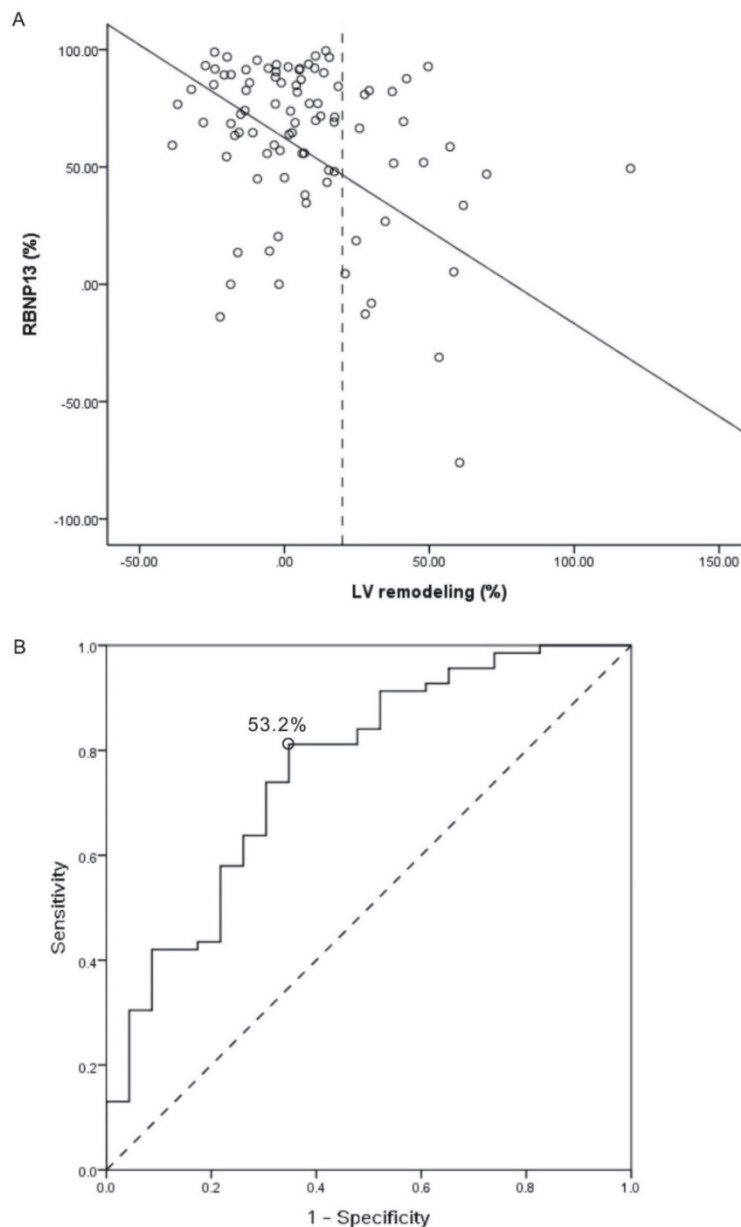 A
100.00
50.00
.00
-50.00
-100.00
RBNP13 (%)
-50.00 .00 50.00 100.00 150.00
LV remodeling (%)
B
1.0
0.8
0.6
0.4
0.2
0.0
Sensitivity
53.2%
0.0 0.2 0.4 0.6 0.8 1.0
1 - Specificity